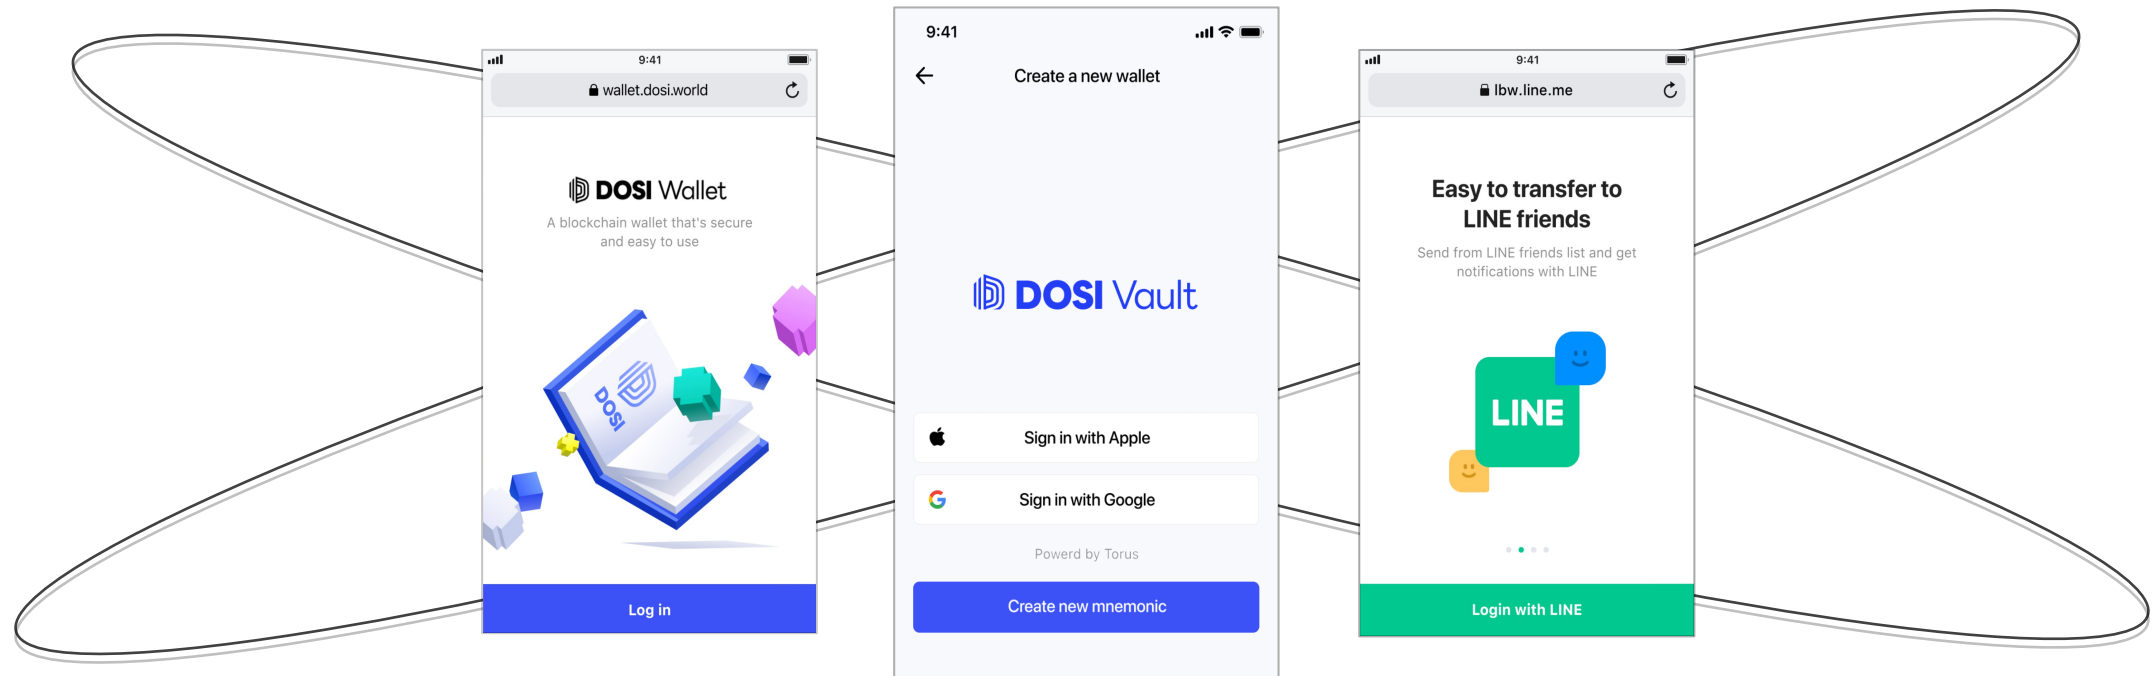 9:41
wallet.dosi.world
DOSI Wallet
A blockchain wallet that's secure
and easy to use
DOSI
Log in
9:41
Create a new wallet
DOSI Vault
Sign in with Apple
Sign in with Google
Powerd by Torus
Create new mnemonic
9:41
lbw.line.me
Easy to transfer to
LINE friends
Send from LINE friends list and get
notifications with LINE
LINE
Login with LINE